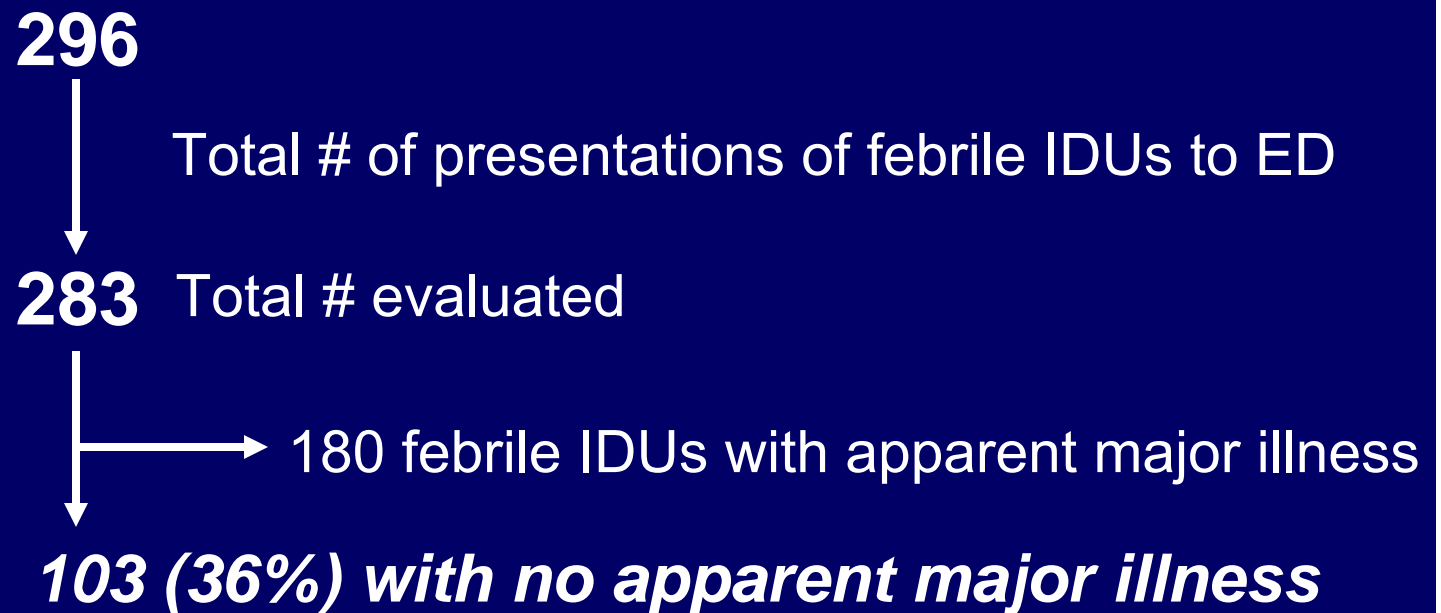 296
Total # of presentations of febrile IDUs to ED
283 Total # evaluated
180 febrile IDUs with apparent major illness
103 (36%) with no apparent major illness